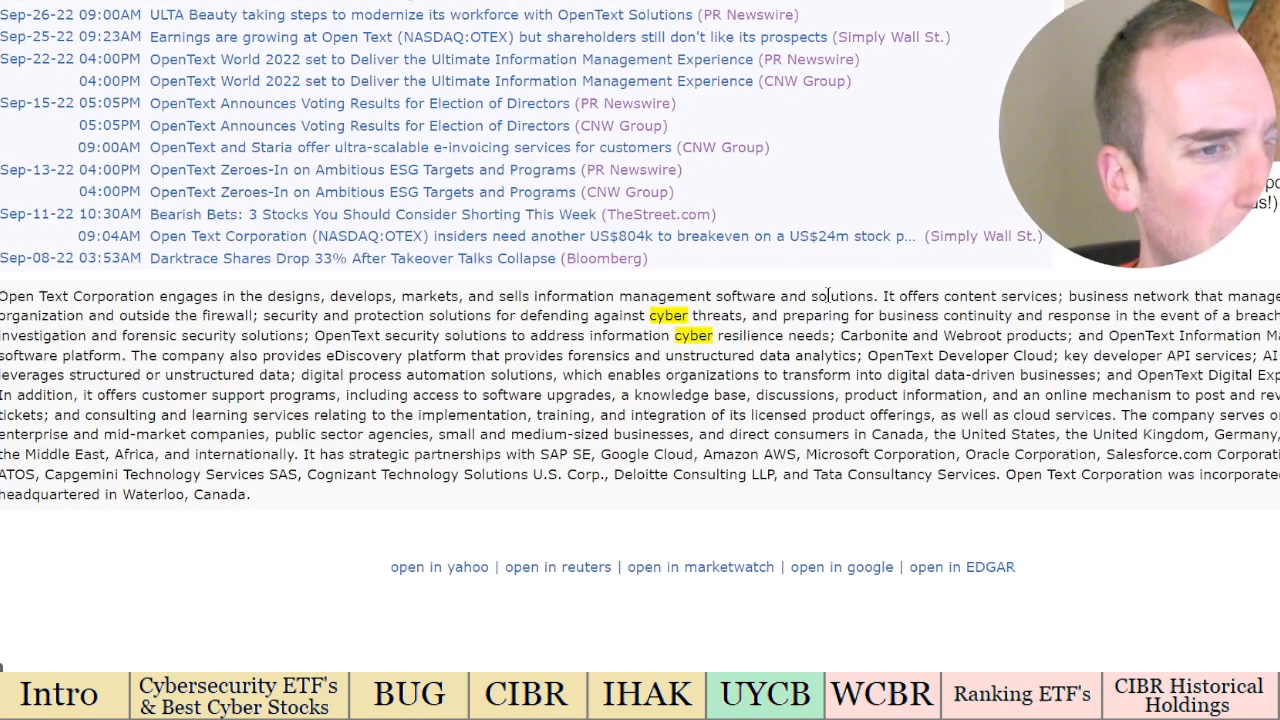 Sep-26-22 09:00AM ULTA Beauty taking steps to modernize its workforce with OpenText Solutions (PR Newswire)
Sep-25-22 09:23AM Earnings are growing at Open Text (NASDAQ:OTEX) but shareholders still don't like its prospects (Simply Wall St.)
Sep-22-22 04:00PM OpenText World 2022 set to Deliver the Ultimate Information Management Experience (PR Newswire)
04:00PM OpenText World 2022 set to Deliver the Ultimate Information Management Experience (CNW Group)
Sep-15-22 05:05PM OpenText Announces Voting Results for Election of Directors (PR Newswire)
05:05PM OpenText Announces Voting Results for Election of Directors (CNW Group)
09:00AM OpenText and Staria offer ultra-scalable e-invoicing services for customers (CNW Group)
Sep-13-22 04:00PM OpenText Zeroes-In on Ambitious ESG Targets and Programs (PR Newswire)
04:00PM OpenText Zeroes-In on Ambitious ESG Targets and Programs (CNW Group)
Sep-11-22 10:30AM Bearish Bets: 3 Stocks You Should Consider Shorting This Week (TheStreet.com)
09:04AM Open Text Corporation (NASDAQ:OTEX) insiders need another US$804k to breakeven on a US$24m stock p... (Simply Wall St.)
Sep-08-22 03:53AM Darktrace Shares Drop 33% After Takeover Talks Collapse (Bloomberg)
Open Text Corporation engages in the designs, develops, markets, and sells information management software and solutions. It offers content services; business network that manage
organization and outside the firewall; security and protection solutions for defending against cyber threats, and preparing for business continuity and response in the event of a breach
investigation and forensic security solutions; OpenText security solutions to address information cyber resilience needs; Carbonite and Webroot products; and OpenText Information Ma
software platform. The company also provides eDiscovery platform that provides forensics and unstructured data analytics; OpenText Developer Cloud; key developer API services; AI
leverages structured or unstructured data; digital process automation solutions, which enables organizations to transform into digital data-driven businesses; and OpenText Digital Exp
In addition, it offers customer support programs, including access to software upgrades, a knowledge base, discussions, product information, and an online mechanism to post and rev
tickets; and consulting and learning services relating to the implementation, training, and integration of its licensed product offerings, as well as cloud services. The company serves o
enterprise and mid-market companies, public sector agencies, small and medium-sized businesses, and direct consumers in Canada, the United States, the United Kingdom, Germany,
the Middle East, Africa, and internationally. It has strategic partnerships with SAP SE, Google Cloud, Amazon AWS, Microsoft Corporation, Oracle Corporation, Salesforce.com Corporati
ATOS, Capgemini Technology Services SAS, Cognizant Technology Solutions U.S. Corp., Deloitte Consulting LLP, and Tata Consultancy Services. Open Text Corporation was incorporate
headquartered in Waterloo, Canada.
open in yahoo | open in reuters | open in marketwatch | open in google | open in EDGAR
Intro
Cybersecurity ETF's
& Best Cyber Stocks
BUG
CIBR
IHAK
UYCB
WCBR
Ranking ETF's
CIBR Historical
Holdings